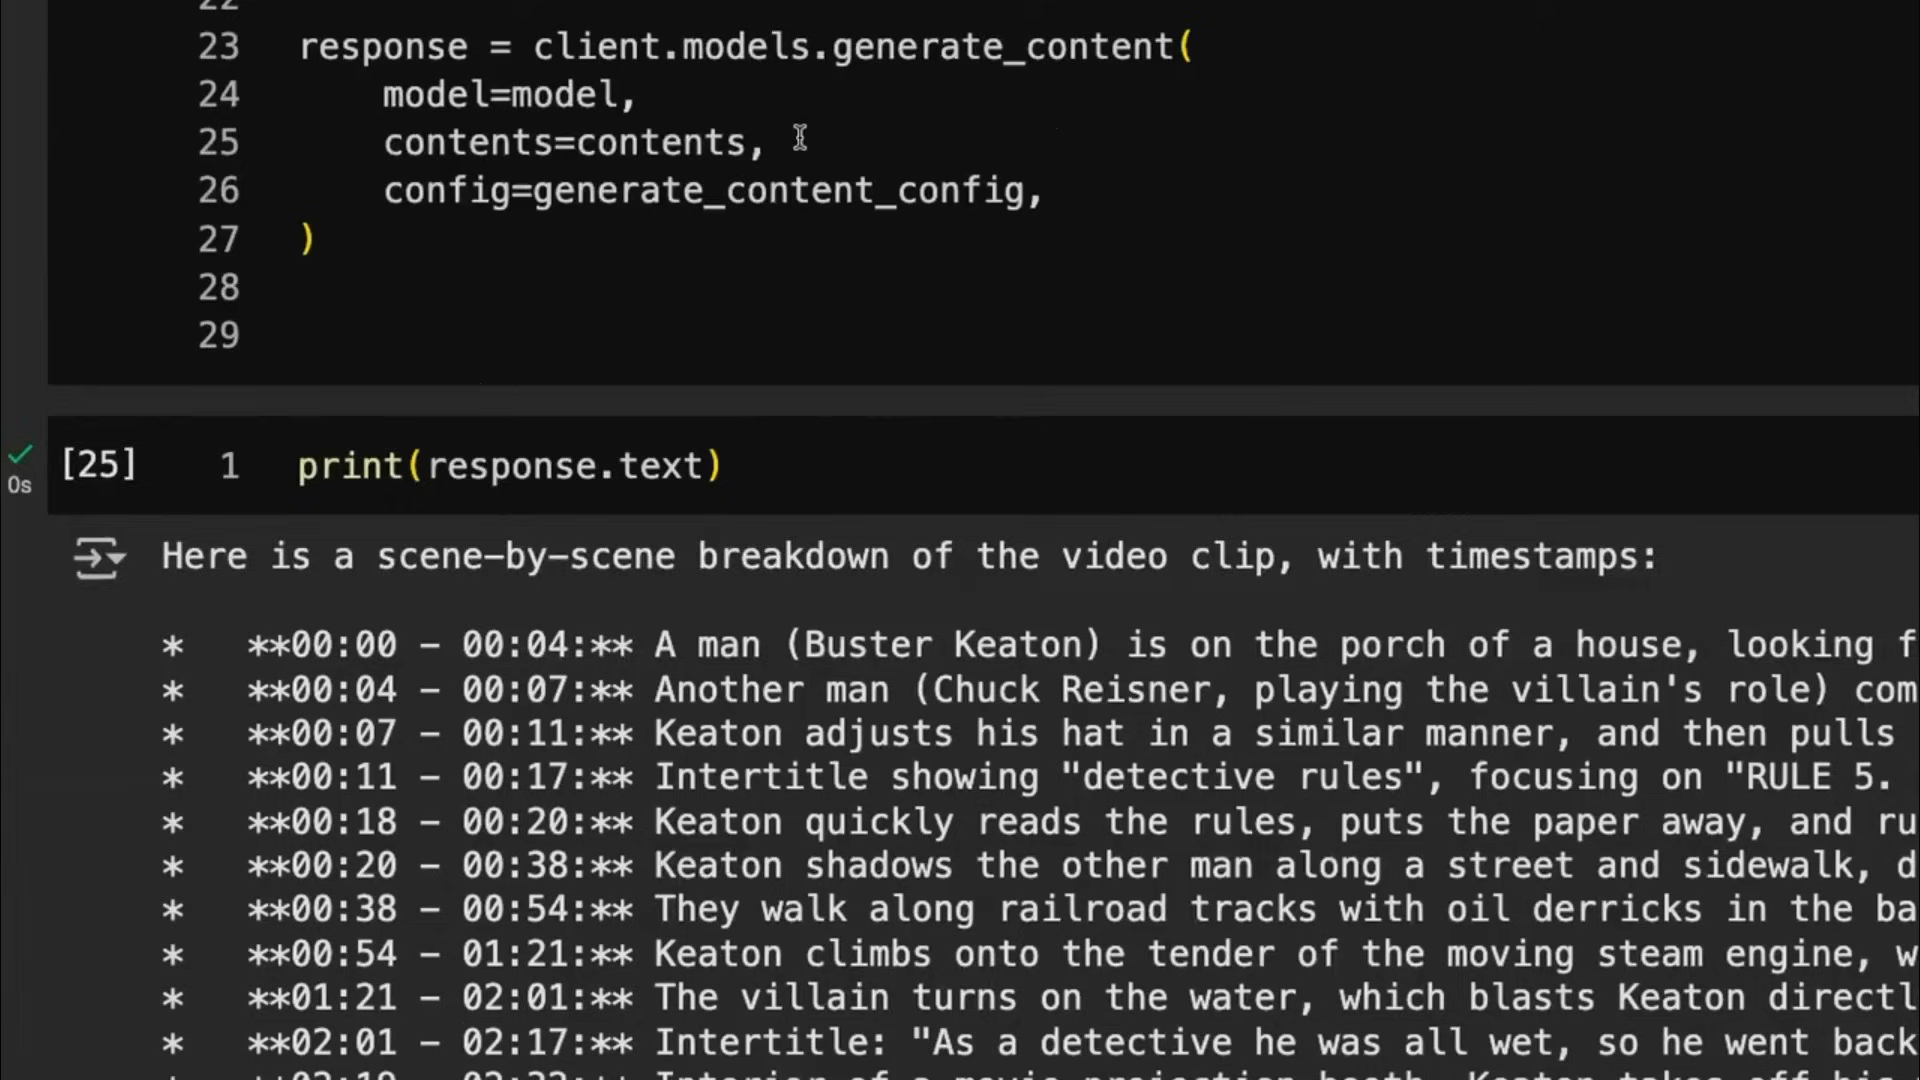 22
23 response = client.models.generate_content(
24 model=model,
25 contents=contents,
26 config=generate_content_config,
27 )
28
29
[25] 1 print(response.text)
0s
Here is a scene-by-scene breakdown of the video clip, with timestamps:
* **00:00 - 00:04:** A man (Buster Keaton) is on the porch of a house, looking f
* **00:04 - 00:07:** Another man (Chuck Reisner, playing the villain's role) com
* **00:07 - 00:11:** Keaton adjusts his hat in a similar manner, and then pulls
* **00:11 - 00:17:** Intertitle showing "detective rules", focusing on "RULE 5.
* **00:18 - 00:20:** Keaton quickly reads the rules, puts the paper away, and ru
* **00:20 - 00:38:** Keaton shadows the other man along a street and sidewalk, d
* **00:38 - 00:54:** They walk along railroad tracks with oil derricks in the ba
* **00:54 - 01:21:** Keaton climbs onto the tender of the moving steam engine, w
* **01:21 - 02:01:** The villain turns on the water, which blasts Keaton directl
* **02:01 - 02:17:** Intertitle: "As a detective he was all wet, so he went back